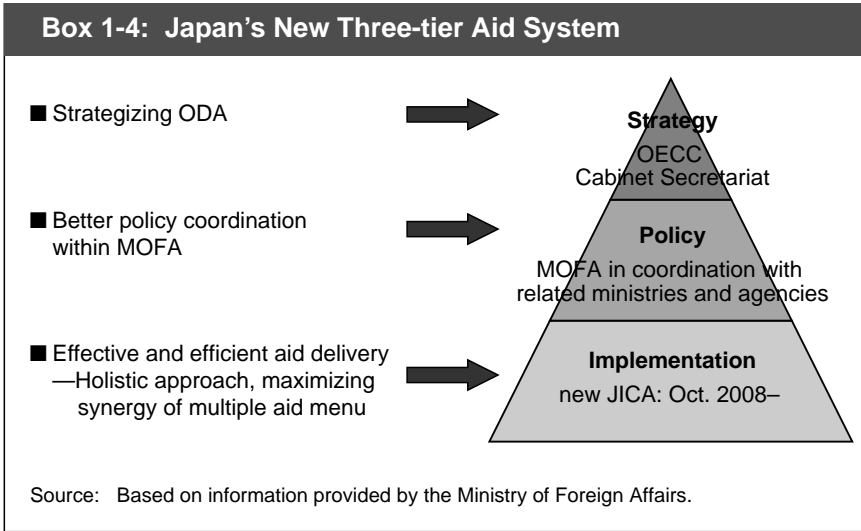 Box 1-4: Japan's New Three-tier Aid System
■ Strategizing ODA
Strategy
OECC
Cabinet Secretariat
■ Better policy coordination
within MOFA
Policy
MOFA in coordination with
related ministries and agencies
■ Effective and efficient aid delivery
—Holistic approach, maximizing
synergy of multiple aid menu
Implementation
new JICA: Oct. 2008–
Source: Based on information provided by the Ministry of Foreign Affairs.